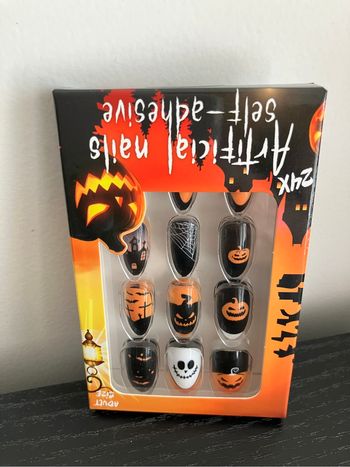 ADULT
SIZE
24X
Artificial nails
self-adhesive